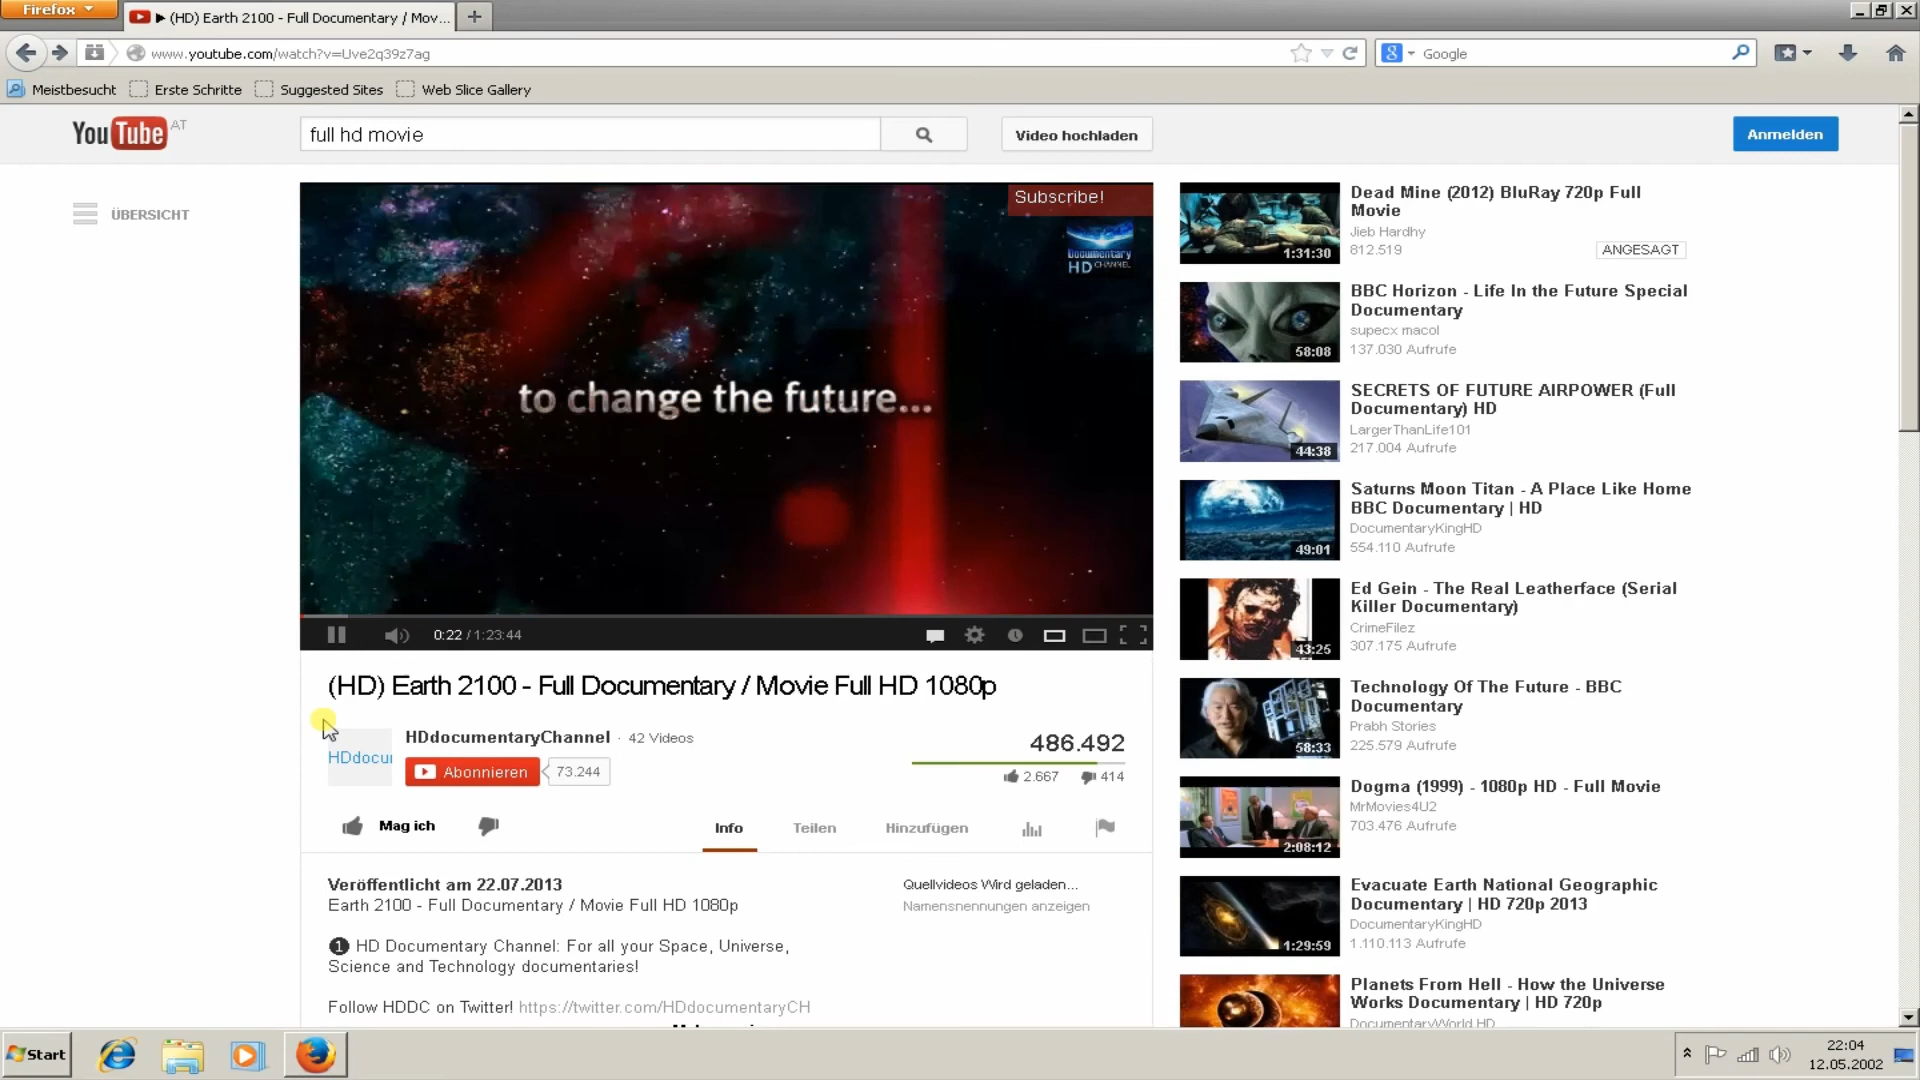 Firefox
(HD) Earth 2100 - Full Documentary / Mov...
www.youtube.com/watch?v=Uve2q39z7ag
Google
Meistbesucht
Erste Schritte
Suggested Sites
Web Slice Gallery
YouTube AT
full hd movie
Video hochladen
Anmelden
ÜBERSICHT
Subscribe!
Documentary
HD CHANNEL
to change the future...
0:22 / 1:23:44
(HD) Earth 2100 - Full Documentary / Movie Full HD 1080p
HDdocu
HDdocumentaryChannel · 42 Videos
Abonnieren 73.244
486.492
2.667 414
Mag ich
Info
Teilen
Hinzufügen
Veröffentlicht am 22.07.2013
Earth 2100 - Full Documentary / Movie Full HD 1080p
1 HD Documentary Channel: For all your Space, Universe,
Science and Technology documentaries!
Follow HDDC on Twitter! https://twitter.com/HDdocumentaryCH
Quellvideos Wird geladen...
Namensnennungen anzeigen
1:31:30
Dead Mine (2012) BluRay 720p Full
Movie
Jieb Hardhy
812.519
ANGESAGT
58:08
BBC Horizon - Life In the Future Special
Documentary
supecx macol
137.030 Aufrufe
44:38
SECRETS OF FUTURE AIRPOWER (Full
Documentary) HD
LargerThanLife101
217.004 Aufrufe
49:01
Saturns Moon Titan - A Place Like Home
BBC Documentary | HD
DocumentaryKingHD
554.110 Aufrufe
43:25
Ed Gein - The Real Leatherface (Serial
Killer Documentary)
CrimeFilez
307.175 Aufrufe
58:33
Technology Of The Future - BBC
Documentary
Prabh Stories
225.579 Aufrufe
2:08:12
Dogma (1999) - 1080p HD - Full Movie
MrMovies4U2
703.476 Aufrufe
1:29:59
Evacuate Earth National Geographic
Documentary | HD 720p 2013
DocumentaryKingHD
1.110.113 Aufrufe
Planets From Hell - How the Universe
Works Documentary | HD 720p
DocumentaryWorld HD
Start
22:04
12.05.2002